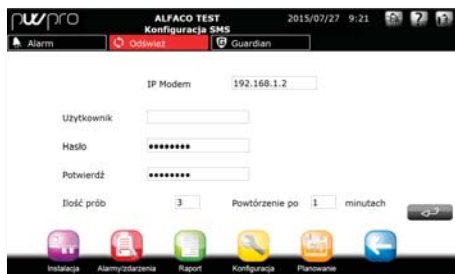 pwpro ALFACO TEST 2015/07/27 9:21
Konfiguracja SMS
Alarm Odśwież Guardian
IP Modem 192.168.1.2
Użytkownik
Hasło ••••••••
Potwierdź ••••••••
Ilość prób 3 Powtórzenie po 1 minutach
Instalacja Alarmy/zdarzenia Raport Konfiguracja Planowanie